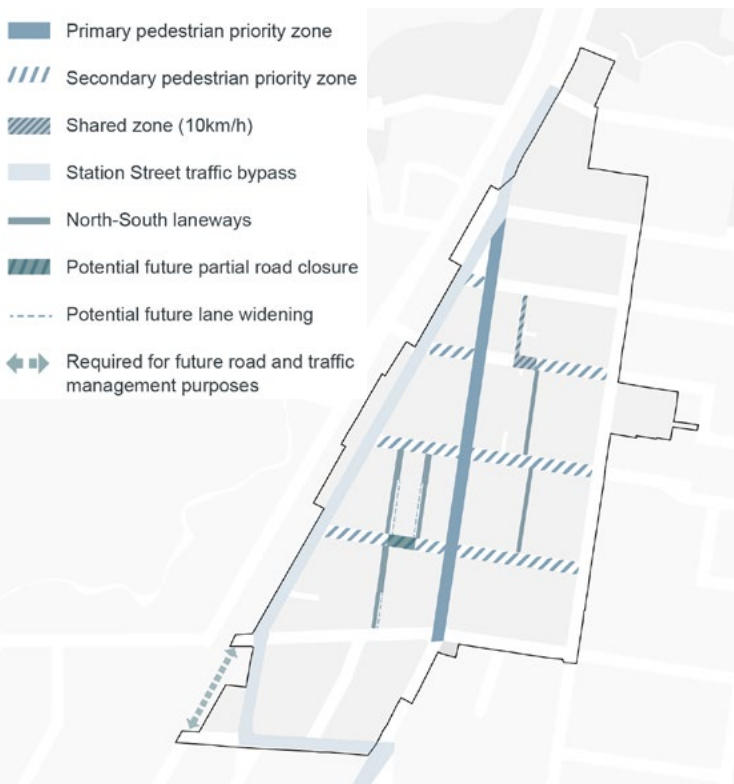 Primary pedestrian priority zone
Secondary pedestrian priority zone
Shared zone (10km/h)
Station Street traffic bypass
North-South laneways
Potential future partial road closure
Potential future lane widening
Required for future road and traffic
management purposes